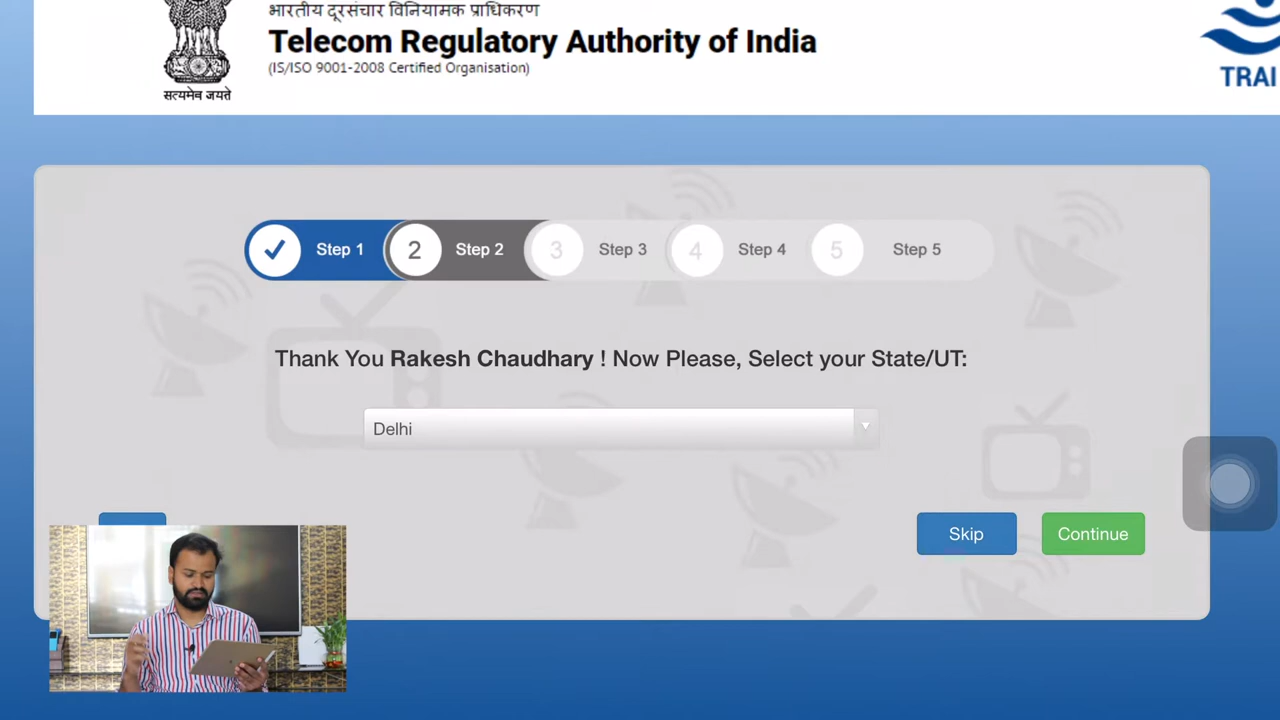 भारतीय दूरसंचार विनियामक प्राधिकरण
Telecom Regulatory Authority of India
(IS/ISO 9001-2008 Certified Organisation)
सत्यमेव जयते
TRAI
Step 1
2 Step 2
3 Step 3
4 Step 4
5 Step 5
Thank You Rakesh Chaudhary ! Now Please, Select your State/UT:
Delhi
Skip
Continue